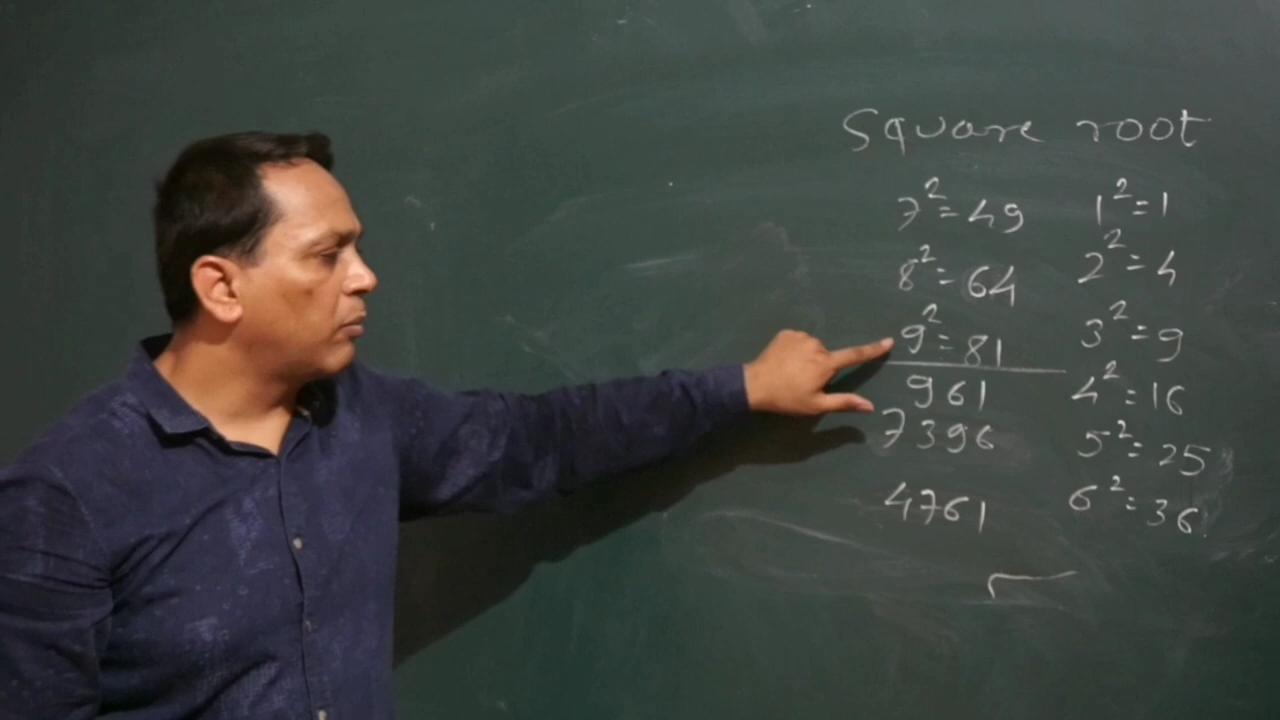 Square root
7² = 49 1² = 1
8² = 64 2² = 4
9² = 81 3² = 9
961 4² = 16
7396 5² = 25
4761 6² = 36